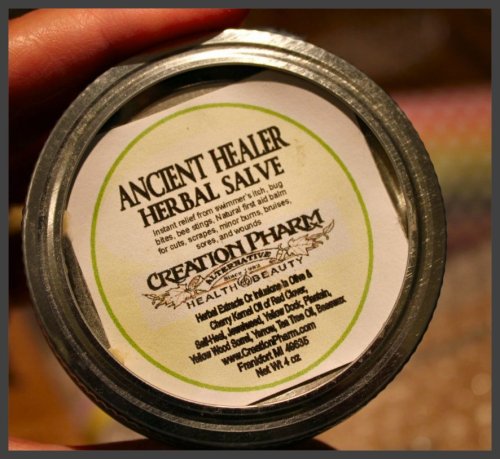 ANCIENT HEALER
HERBAL SALVE
Instant relief from swimmer's itch, bug
bites, bee stings. Natural first aid balm
for cuts, scrapes, minor burns, bruises,
sores, and wounds
CREATION PHARM
ALTERNATIVE
HEALTH & BEAUTY
Herbal Extracts Or Infusions In Olive &
Cherry Kernel Oil of Red Clover,
Self-Heal, Jewelweed, Yellow Dock, Plantain,
Yellow Wood Sorrel, Yarrow, Tea Tree Oil, Beeswax.
www.CreationPharm.com
Frankfort MI 49635
Net Wt 4 oz